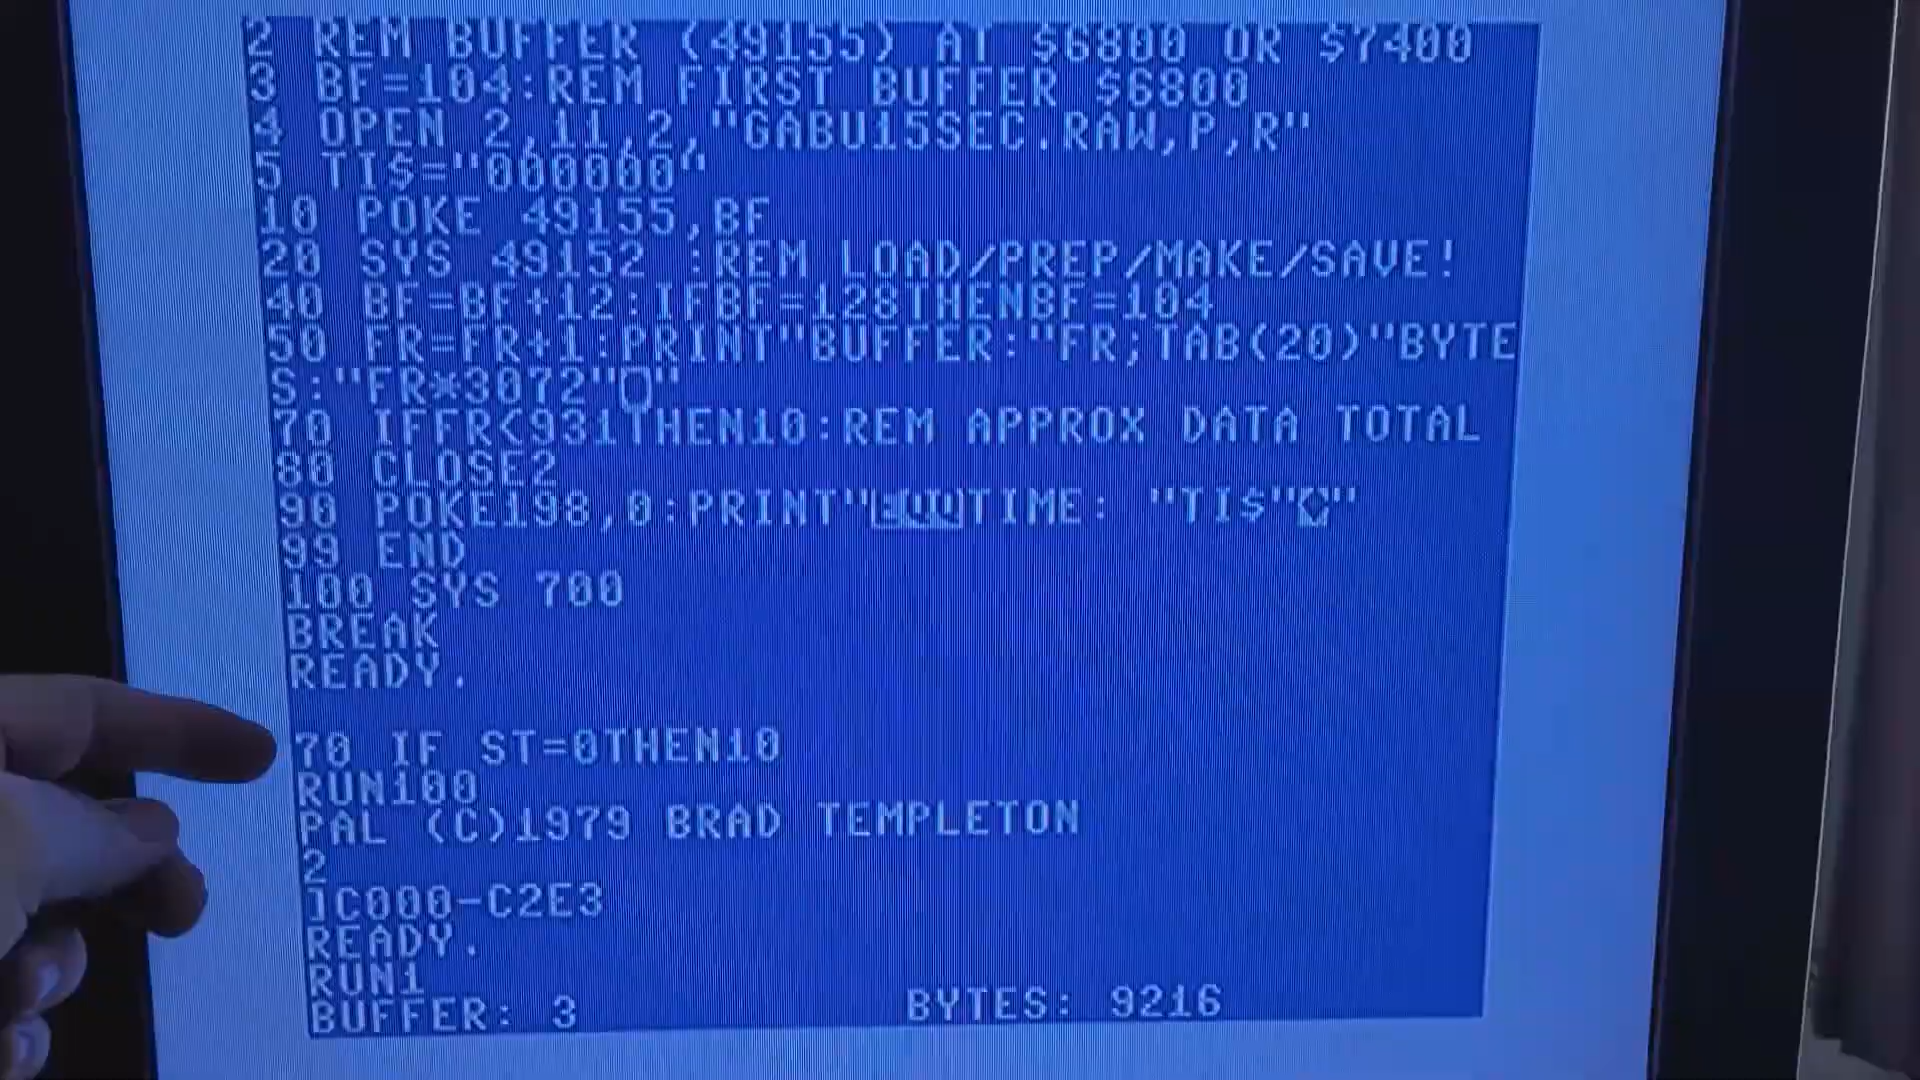 2 REM BUFFER (49155) AT $6800 OR $7400
3 BF=104:REM FIRST BUFFER $6800
4 OPEN 2,11,2,"GABU15SEC.RAW,P,R"
5 TI$="000000"
10 POKE 49155,BF
20 SYS 49152 :REM LOAD/PREP/MAKE/SAVE!
40 BF=BF+12:IFBF=128THENBF=104
50 FR=FR+1:PRINT"BUFFER:"FR;TAB(20)"BYTE
S:"FR*3072""
70 IFFR<931THEN10:REM APPROX DATA TOTAL
80 CLOSE2
90 POKE198,0:PRINT"TIME: "TI$""
99 END
100 SYS 700
BREAK
READY.
70 IF ST=0THEN10
RUN100
PAL (C)1979 BRAD TEMPLETON
2
]C000-C2E3
READY.
RUN1
BUFFER: 3 BYTES: 9216